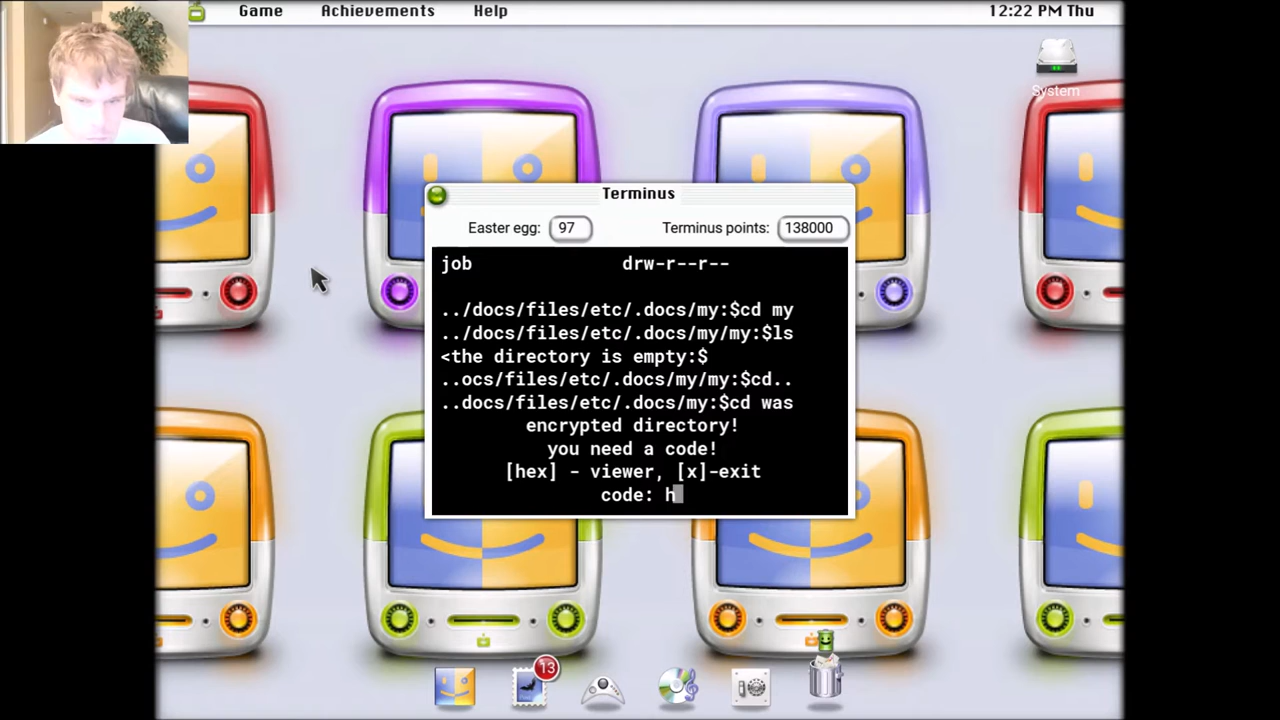 Game Achievements Help 12:22 PM Thu
System
Terminus
Easter egg: 97 Terminus points: 138000
job drw-r--r--
../docs/files/etc/.docs/my:$cd my
../docs/files/etc/.docs/my/my:$ls
<the directory is empty:$
..ocs/files/etc/.docs/my/my:$cd..
..docs/files/etc/.docs/my:$cd was
encrypted directory!
you need a code!
[hex] - viewer, [x]-exit
code: h
13